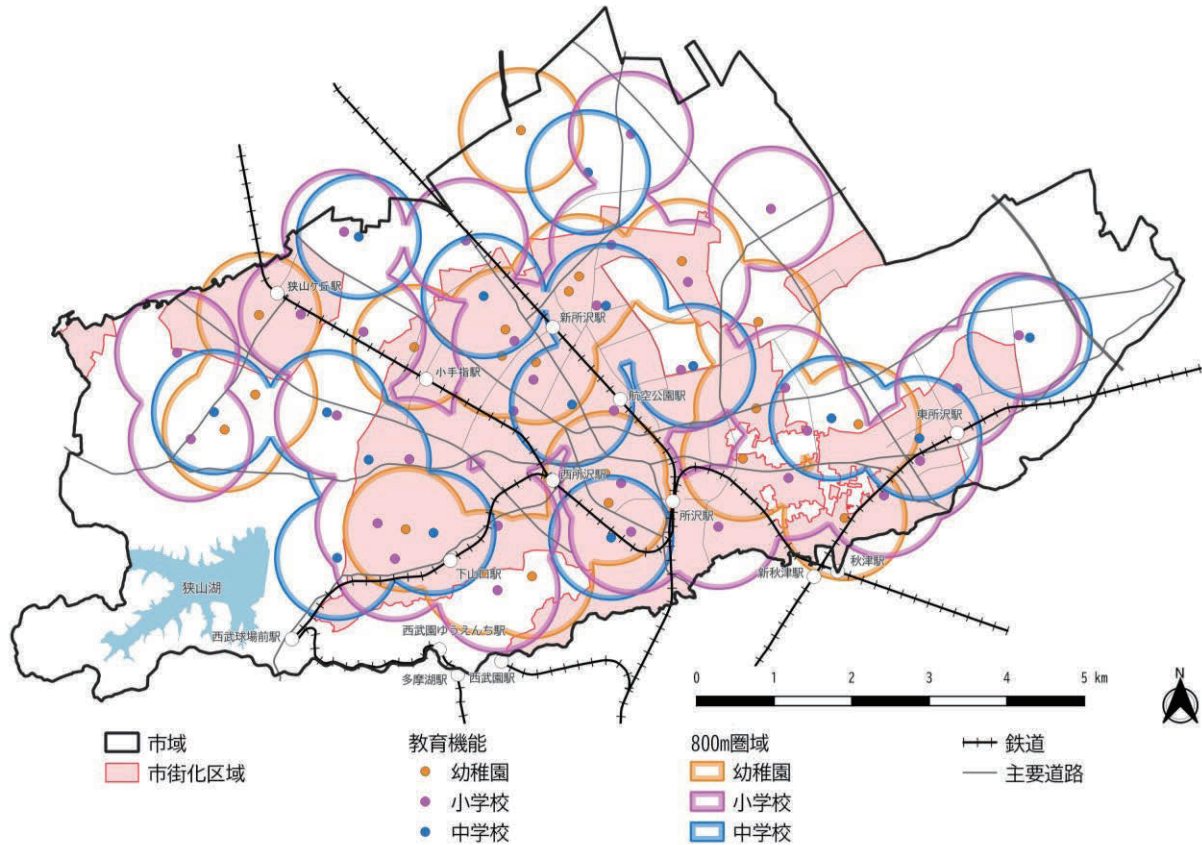 狭山ヶ丘駅
新所沢駅
小手指駅
航空公園駅
東所沢駅
西所沢駅
所沢駅
下山口駅
新秋津駅
秋津駅
狭山湖
西武球場前駅
西武園ゆうえんち駅
多摩湖駅
西武園駅
0 1 2 3 4 5 km
N
市域
市街化区域
教育機能
幼稚園
小学校
中学校
800m圏域
幼稚園
小学校
中学校
鉄道
主要道路